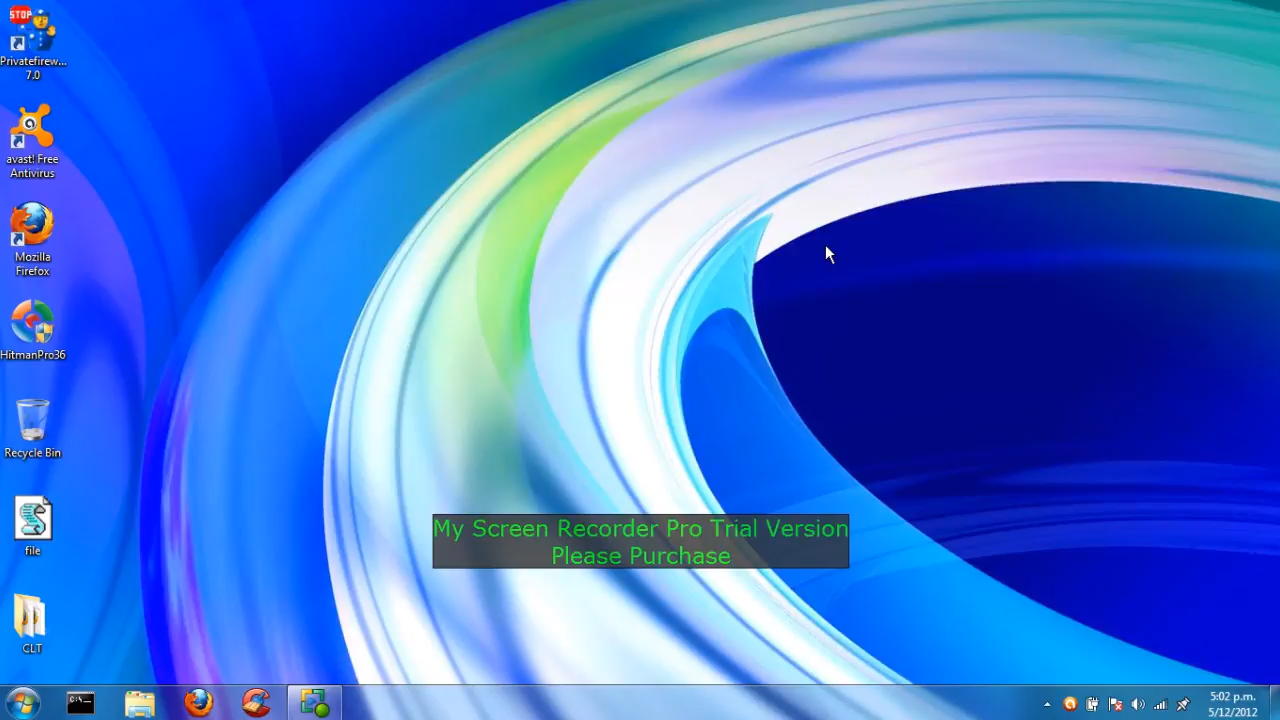 STOP
Privatefirew...
7.0
avast! Free
Antivirus
Mozilla
Firefox
HitmanPro36
Recycle Bin
file
CLT
My Screen Recorder Pro Trial Version
Please Purchase
C:\_
5:02 p.m.
5/12/2012